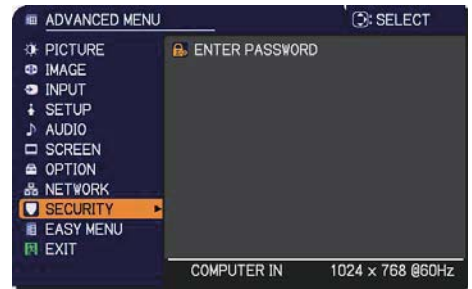 ADVANCED MENU
: SELECT
PICTURE
ENTER PASSWORD
IMAGE
INPUT
SETUP
AUDIO
SCREEN
OPTION
NETWORK
SECURITY
EASY MENU
EXIT
COMPUTER IN
1024 x 768 @60Hz